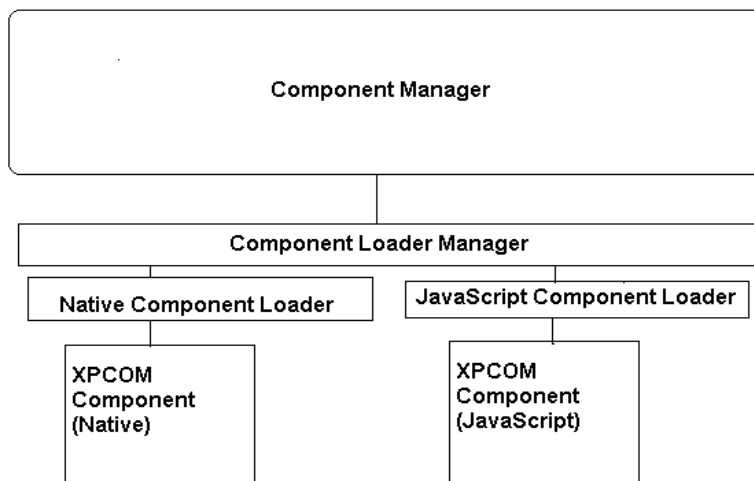 Component Manager
Component Loader Manager
Native Component Loader
JavaScript Component Loader
XPCOM
Component
(Native)
XPCOM
Component
(JavaScript)